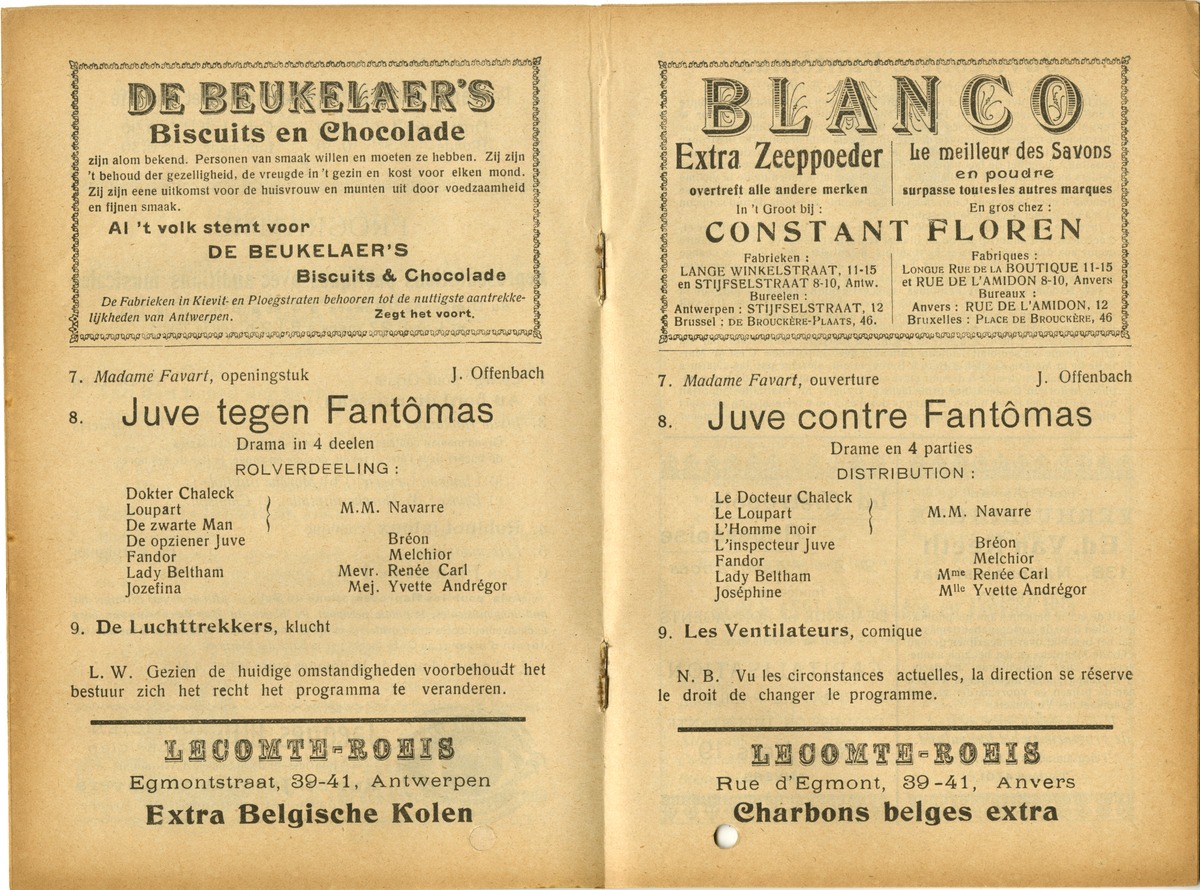 DE BEUKELAER'S
Biscuits en Chocolade
zijn alom bekend. Personen van smaak willen en moeten ze hebben. Zij zijn
't behoud der gezelligheid, de vreugde in 't gezin en kost voor elken mond.
Zij zijn eene uitkomst voor de huisvrouw en munten uit door voedzaamheid
en fijnen smaak.
Al 't volk stemt voor
DE BEUKELAER'S
Biscuits & Chocolade
De Fabrieken in Kievit- en Ploegstraten behooren tot de nuttigste aantrekke-
lijkheden van Antwerpen. Zegt het voort.
7. Madame Favart, openingstuk J. Offenbach
8. Juve tegen Fantômas
Drama in 4 deelen
ROLVERDEELING :
Dokter Chaleck
Loupart M.M. Navarre
De zwarte Man
De opziener Juve Bréon
Fandor Melchior
Lady Beltham Mevr. Renée Carl
Jozefina Mej. Yvette Andrégor
9. De Luchttrekkers, klucht
L. W. Gezien de huidige omstandigheden voorbehoudt het
bestuur zich het recht het programma te veranderen.
LECOMTE-ROEIS
Egmontstraat, 39-41, Antwerpen
Extra Belgische Kolen
BLANCO
Extra Zeeppoeder
overtreft alle andere merken
In 't Groot bij :
Le meilleur des Savons
en poudre
surpasse toutes les autres marques
En gros chez :
CONSTANT FLOREN
Fabrieken :
LANGE WINKELSTRAAT, 11-15
en STIJFSELSTRAAT 8-10, Antw.
Bureelen :
Antwerpen : STIJFSELSTRAAT, 12
Brussel : DE BROUCKÈRE-PLAATS, 46.
Fabriques :
LONGUE RUE DE LA BOUTIQUE 11-15
et RUE DE L'AMIDON 8-10, Anvers
Bureaux :
Anvers : RUE DE L'AMIDON, 12
Bruxelles : PLACE DE BROUCKÈRE, 46
7. Madame Favart, ouverture J. Offenbach
8. Juve contre Fantômas
Drame en 4 parties
DISTRIBUTION :
Le Docteur Chaleck
Le Loupart M.M. Navarre
L'Homme noir
L'inspecteur Juve Bréon
Fandor Melchior
Lady Beltham Mme Renée Carl
Joséphine Mlle Yvette Andrégor
9. Les Ventilateurs, comique
N. B. Vu les circonstances actuelles, la direction se réserve
le droit de changer le programme.
LECOMTE-ROEIS
Rue d'Egmont, 39-41, Anvers
Charbons belges extra